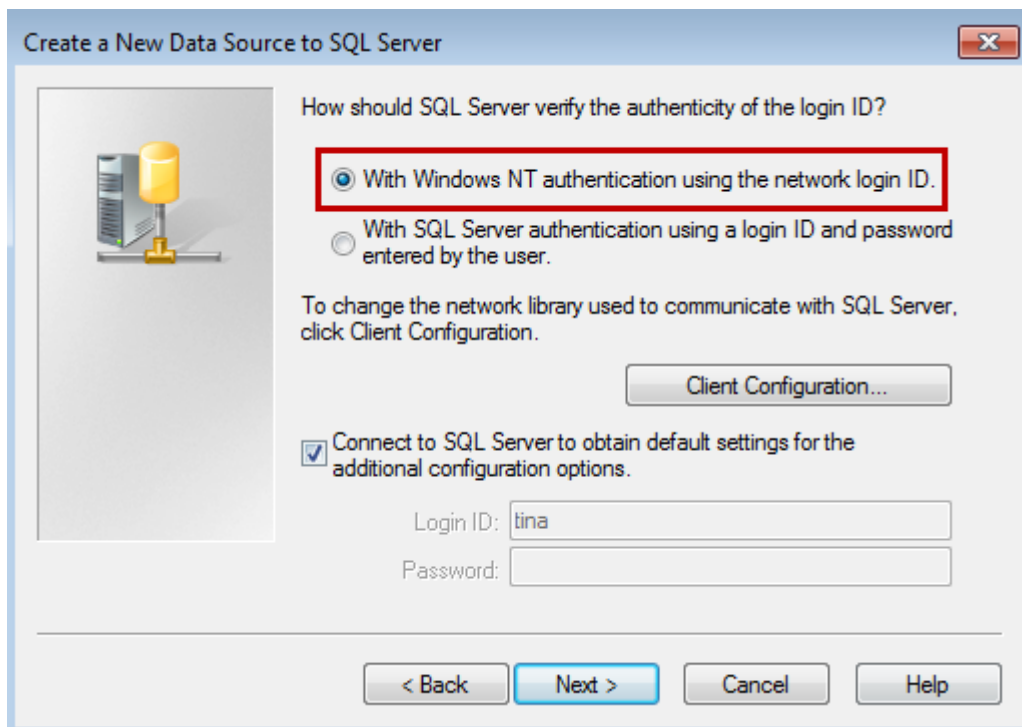 Create a New Data Source to SQL Server
How should SQL Server verify the authenticity of the login ID?
With Windows NT authentication using the network login ID.
With SQL Server authentication using a login ID and password
entered by the user.
To change the network library used to communicate with SQL Server,
click Client Configuration.
Client Configuration...
Connect to SQL Server to obtain default settings for the
additional configuration options.
Login ID: tina
Password:
< Back Next > Cancel Help